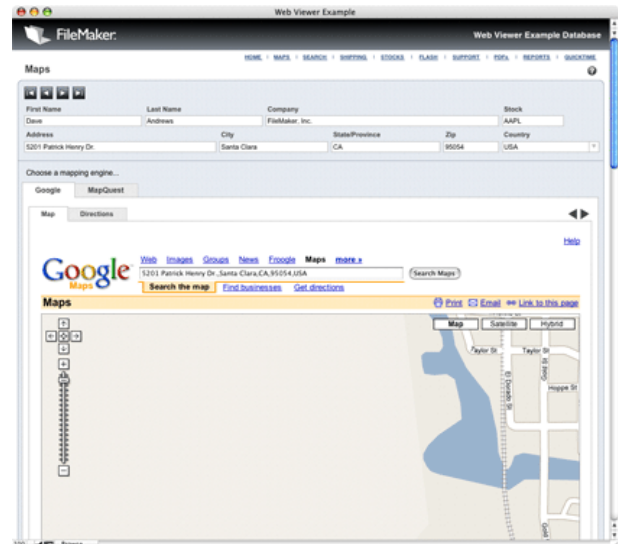 Web Viewer Example
FileMaker. Web Viewer Example Database
HOME MAPS SEARCH SHIPPING STOCKS FLASH SUPPORT PDFs REPORTS QUICKTIME
Maps
First Name Last Name Company Stock
Dave Andrews FileMaker, Inc. AAPL
Address City State/Province Zip Country
5201 Patrick Henry Dr. Santa Clara CA 95054 USA
Choose a mapping engine...
Google MapQuest
Map Directions
Help
Google Maps
Web Images Groups News Froogle Maps more »
5201 Patrick Henry Dr.,Santa Clara,CA,95054,USA Search Maps
Search the map Find businesses Get directions
Maps Print Email Link to this page
Map Satellite Hybrid
Taylor St Taylor St
El Dorado St
Gold St
Hoppe St
Gold St